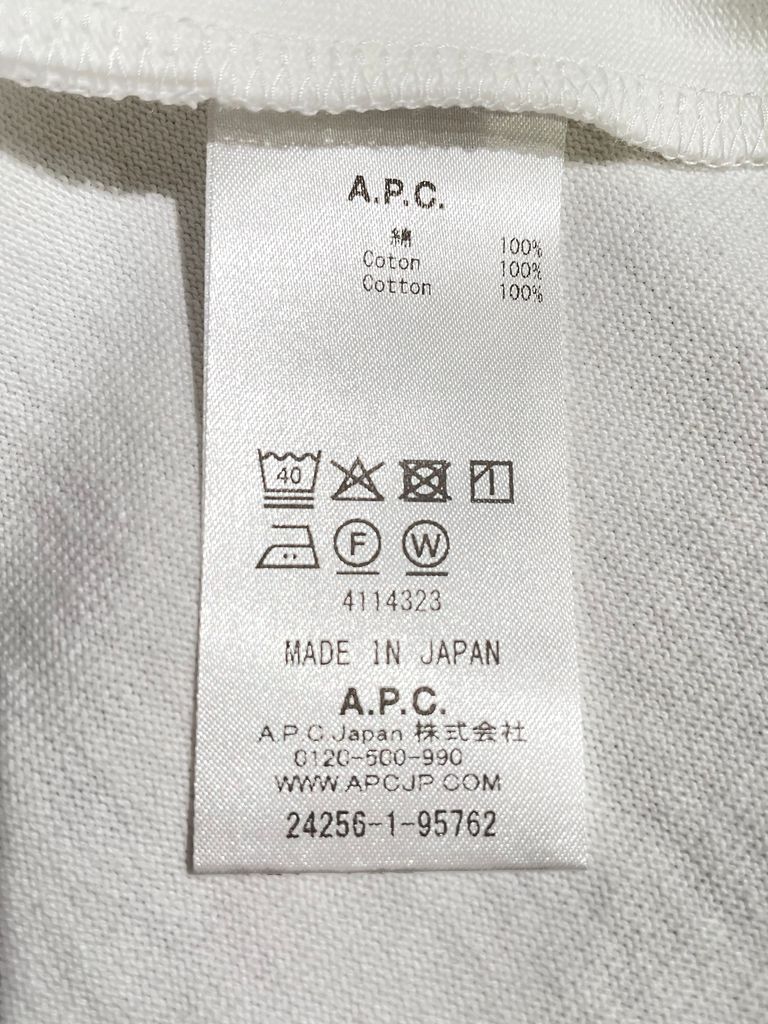 A.P.C.
綿 100%
Coton 100%
Cotton 100%
40
F W
4114323
MADE IN JAPAN
A.P.C.
A.P.C.Japan 株式会社
0120-500-990
WWW.APCJP.COM
24256-1-95762